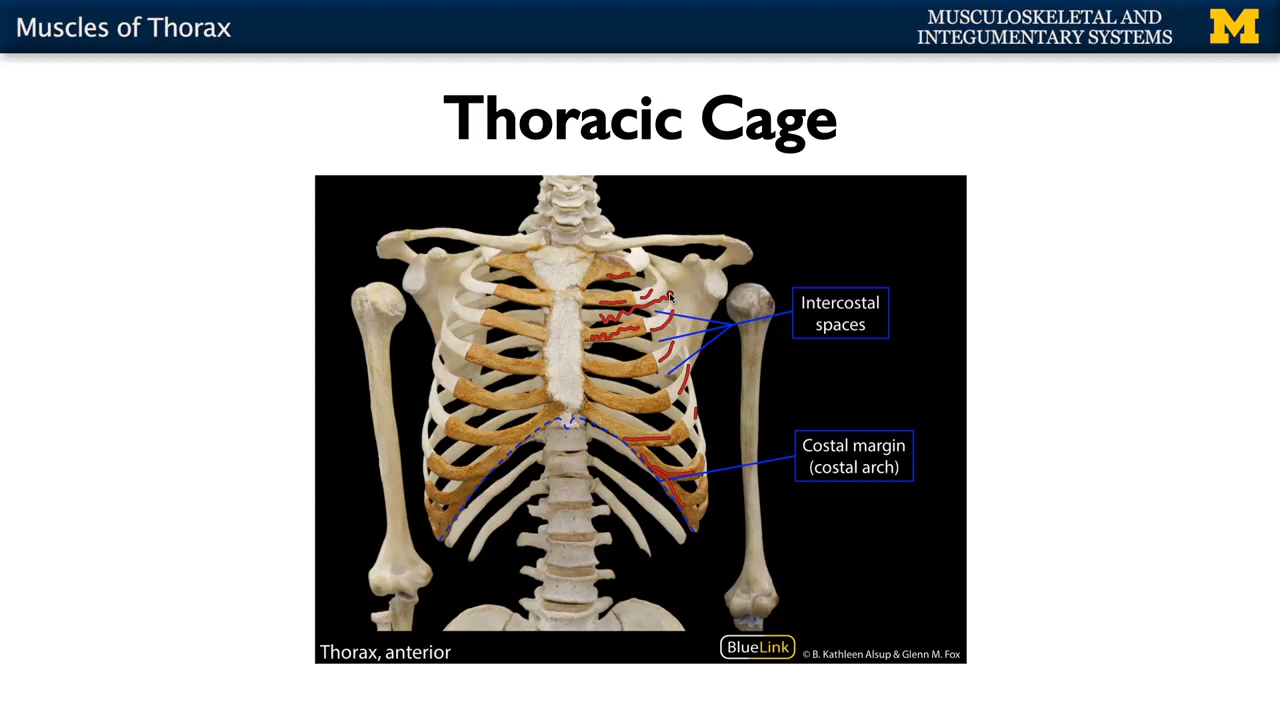 Muscles of Thorax
MUSCULOSKELETAL AND
INTEGUMENTARY SYSTEMS
M
Thoracic Cage
Intercostal
spaces
Costal margin
(costal arch)
Thorax, anterior
BlueLink
© B. Kathleen Alsup & Glenn M. Fox